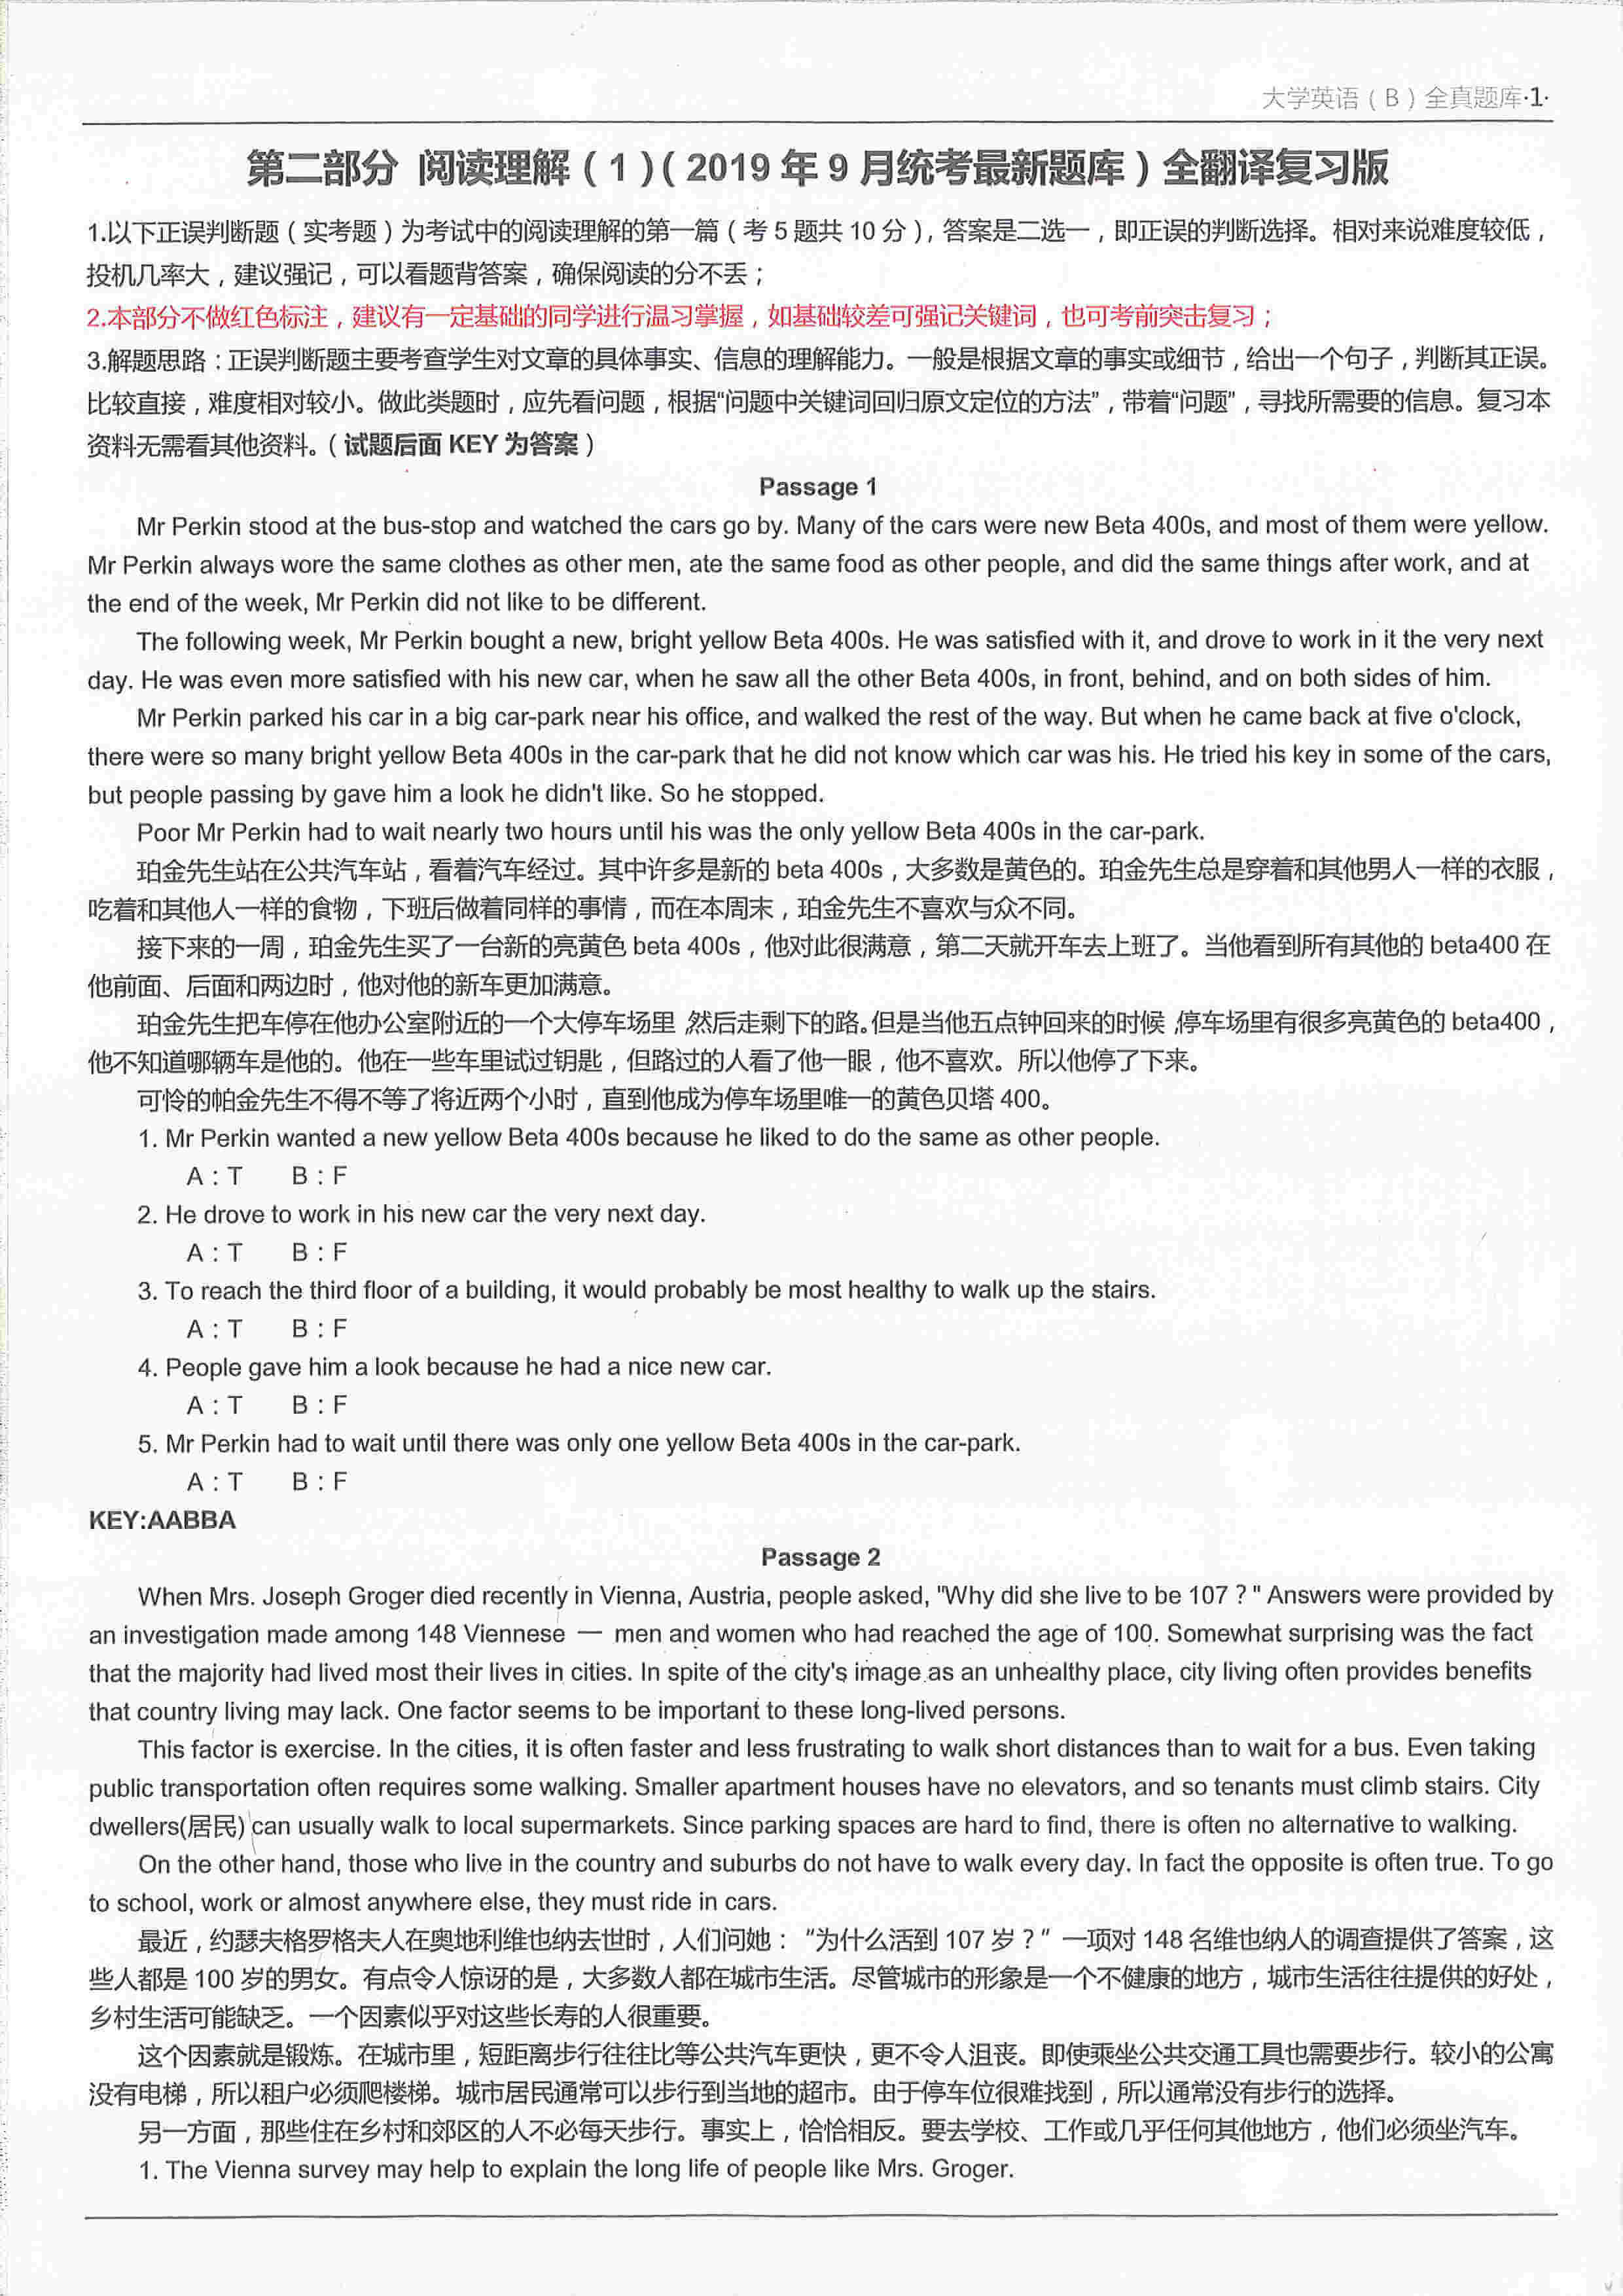 大学英语（B）全真题库·1·
第二部分 阅读理解（1）（2019 年 9 月统考最新题库）全翻译复习版
1.以下正误判断题（实考题）为考试中的阅读理解的第一篇（考 5 题共 10 分），答案是二选一，即正误的判断选择。相对来说难度较低，
投机几率大，建议强记，可以看题背答案，确保阅读的分不丢；
2.本部分不做红色标注，建议有一定基础的同学进行温习掌握，如基础较差可强记关键词，也可考前突击复习；
3.解题思路：正误判断题主要考查学生对文章的具体事实、信息的理解能力。一般是根据文章的事实或细节，给出一个句子，判断其正误。
比较直接，难度相对较小。做此类题时，应先看问题，根据“问题中关键词回归原文定位的方法”，带着“问题”，寻找所需要的信息。复习本
资料无需看其他资料。（试题后面 KEY 为答案）
Passage 1
Mr Perkin stood at the bus-stop and watched the cars go by. Many of the cars were new Beta 400s, and most of them were yellow.
Mr Perkin always wore the same clothes as other men, ate the same food as other people, and did the same things after work, and at
the end of the week, Mr Perkin did not like to be different.
The following week, Mr Perkin bought a new, bright yellow Beta 400s. He was satisfied with it, and drove to work in it the very next
day. He was even more satisfied with his new car, when he saw all the other Beta 400s, in front, behind, and on both sides of him.
Mr Perkin parked his car in a big car-park near his office, and walked the rest of the way. But when he came back at five o'clock,
there were so many bright yellow Beta 400s in the car-park that he did not know which car was his. He tried his key in some of the cars,
but people passing by gave him a look he didn't like. So he stopped.
Poor Mr Perkin had to wait nearly two hours until his was the only yellow Beta 400s in the car-park.
珀金先生站在公共汽车站，看着汽车经过。其中许多是新的 beta 400s，大多数是黄色的。珀金先生总是穿着和其他男人一样的衣服，
吃着和其他人一样的食物，下班后做着同样的事情，而在本周末，珀金先生不喜欢与众不同。
接下来的一周，珀金先生买了一台新的亮黄色 beta 400s，他对此很满意，第二天就开车去上班了。当他看到所有其他的 beta400 在
他前面、后面和两边时，他对他的新车更加满意。
珀金先生把车停在他办公室附近的一个大停车场里，然后走剩下的路。但是当他五点钟回来的时候，停车场里有很多亮黄色的 beta400，
他不知道哪辆车是他的。他在一些车里试过钥匙，但路过的人看了他一眼，他不喜欢。所以他停了下来。
可怜的帕金先生不得不等了将近两个小时，直到他成为停车场里唯一的黄色贝塔 400。
1. Mr Perkin wanted a new yellow Beta 400s because he liked to do the same as other people.
A：T B：F
2. He drove to work in his new car the very next day.
A：T B：F
3. To reach the third floor of a building, it would probably be most healthy to walk up the stairs.
A：T B：F
4. People gave him a look because he had a nice new car.
A：T B：F
5. Mr Perkin had to wait until there was only one yellow Beta 400s in the car-park.
A：T B：F
KEY:AABBA
Passage 2
When Mrs. Joseph Groger died recently in Vienna, Austria, people asked, "Why did she live to be 107 ? " Answers were provided by
an investigation made among 148 Viennese — men and women who had reached the age of 100. Somewhat surprising was the fact
that the majority had lived most their lives in cities. In spite of the city's image as an unhealthy place, city living often provides benefits
that country living may lack. One factor seems to be important to these long-lived persons.
This factor is exercise. In the cities, it is often faster and less frustrating to walk short distances than to wait for a bus. Even taking
public transportation often requires some walking. Smaller apartment houses have no elevators, and so tenants must climb stairs. City
dwellers(居民) can usually walk to local supermarkets. Since parking spaces are hard to find, there is often no alternative to walking.
On the other hand, those who live in the country and suburbs do not have to walk every day. In fact the opposite is often true. To go
to school, work or almost anywhere else, they must ride in cars.
最近，约瑟夫格罗格夫人在奥地利维也纳去世时，人们问她：“为什么活到 107 岁？”一项对 148 名维也纳人的调查提供了答案，这
些人都是 100 岁的男女。有点令人惊讶的是，大多数人都在城市生活。尽管城市的形象是一个不健康的地方，城市生活往往提供的好处，
乡村生活可能缺乏。一个因素似乎对这些长寿的人很重要。
这个因素就是锻炼。在城市里，短距离步行往往比等公共汽车更快，更不令人沮丧。即使乘坐公共交通工具也需要步行。较小的公寓
没有电梯，所以租户必须爬楼梯。城市居民通常可以步行到当地的超市。由于停车位很难找到，所以通常没有步行的选择。
另一方面，那些住在乡村和郊区的人不必每天步行。事实上，恰恰相反。要去学校、工作或几乎任何其他地方，他们必须坐汽车。
1. The Vienna survey may help to explain the long life of people like Mrs. Groger.